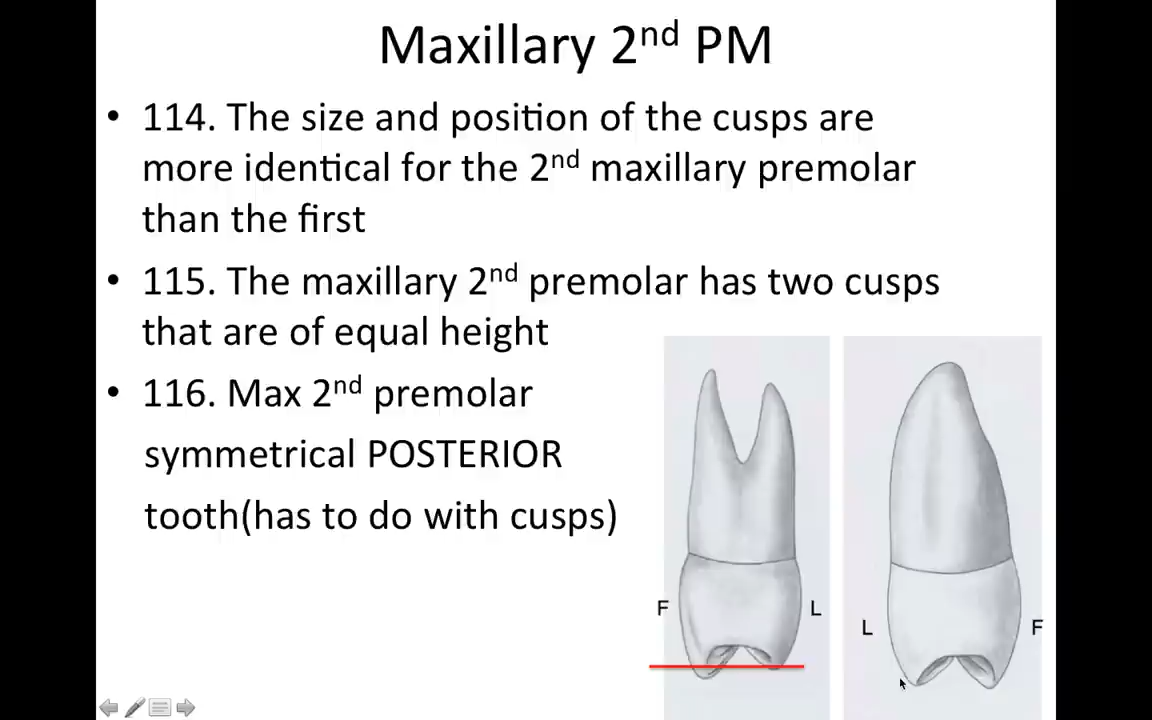 Maxillary 2nd PM
• 114. The size and position of the cusps are
more identical for the 2nd maxillary premolar
than the first
• 115. The maxillary 2nd premolar has two cusps
that are of equal height
• 116. Max 2nd premolar
symmetrical POSTERIOR
tooth(has to do with cusps)
F L
L F